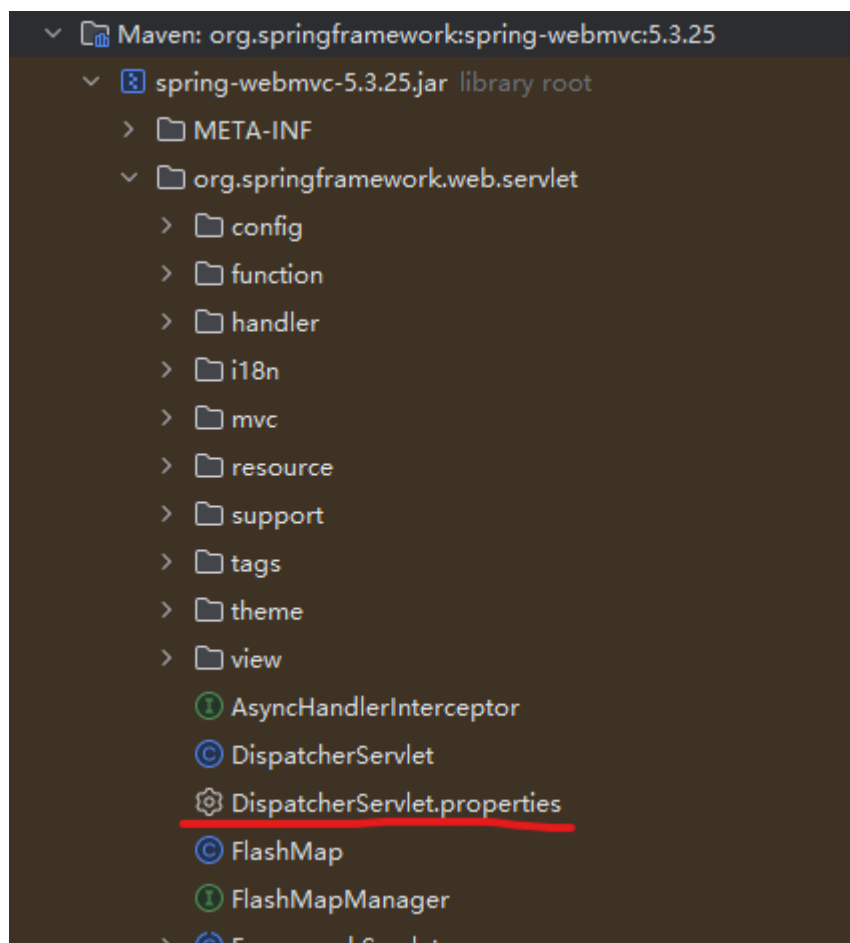 Maven: org.springframework:spring-webmvc:5.3.25
spring-webmvc-5.3.25.jar library root
META-INF
org.springframework.web.servlet
config
function
handler
i18n
mvc
resource
support
tags
theme
view
AsyncHandlerInterceptor
DispatcherServlet
DispatcherServlet.properties
FlashMap
FlashMapManager